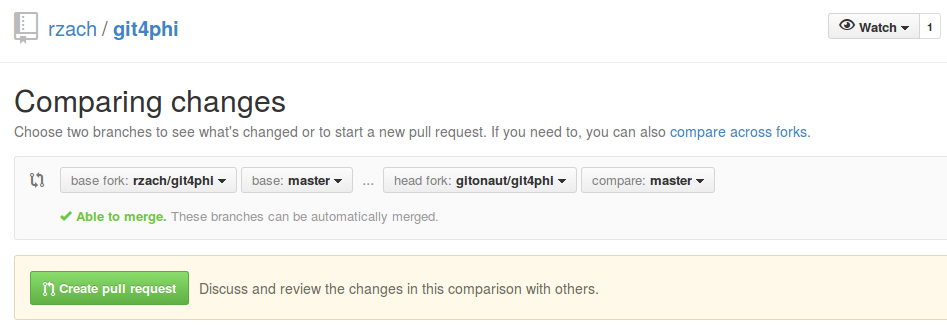 rzach / git4phi
Watch 1
Comparing changes
Choose two branches to see what's changed or to start a new pull request. If you need to, you can also compare across forks.
base fork: rzach/git4phi base: master ... head fork: gitonaut/git4phi compare: master
Able to merge. These branches can be automatically merged.
Create pull request Discuss and review the changes in this comparison with others.